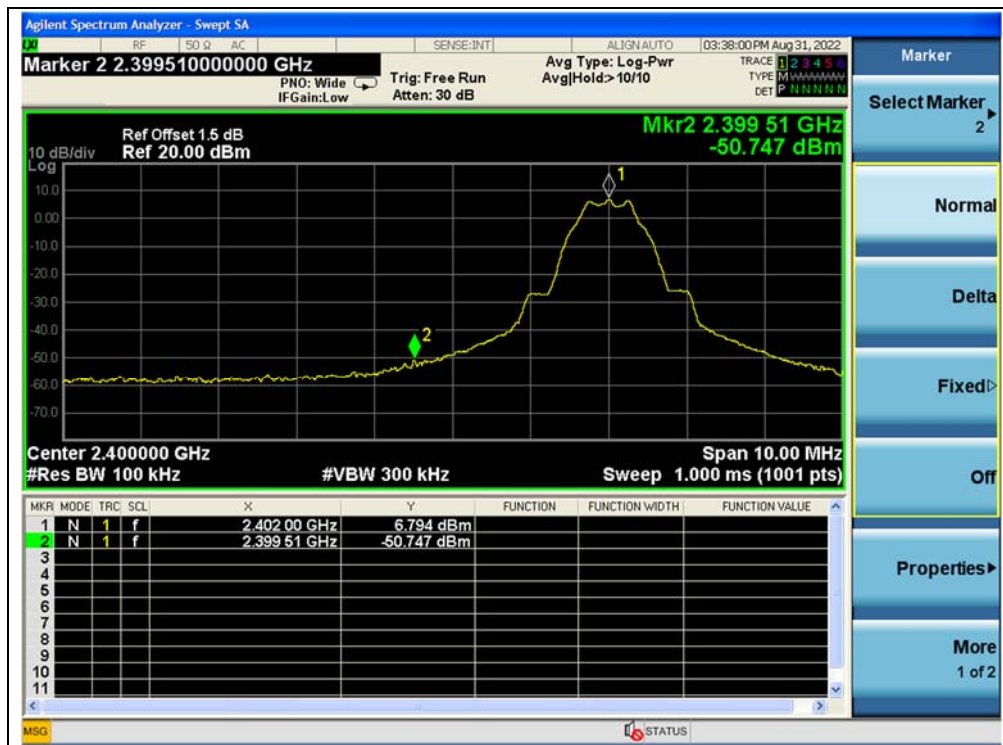 Agilent Spectrum Analyzer - Swept SA
LXI RF 50 Ω AC SENSE:INT ALIGN AUTO 03:38:00 PM Aug 31, 2022
Marker 2 2.399510000000 GHz
PNO: Wide
IFGain:Low
Trig: Free Run
Atten: 30 dB
Avg Type: Log-Pwr
Avg|Hold:>10/10
TRACE 1 2 3 4 5 6
TYPE M W W W W W
DET P N N N N N
Ref Offset 1.5 dB
Ref 20.00 dBm
10 dB/div
Log
Mkr2 2.399 51 GHz
-50.747 dBm
10.0
0.00
-10.0
-20.0
-30.0
-40.0
-50.0
-60.0
-70.0
1
2
Center 2.400000 GHz Span 10.00 MHz
#Res BW 100 kHz #VBW 300 kHz Sweep 1.000 ms (1001 pts)
MKR MODE TRC SCL X Y FUNCTION FUNCTION WIDTH FUNCTION VALUE
1 N 1 f 2.402 00 GHz 6.794 dBm
2 N 1 f 2.399 51 GHz -50.747 dBm
3
4
5
6
7
8
9
10
11
MSG STATUS
Marker
Select Marker
2
Normal
Delta
Fixed
Off
Properties
More
1 of 2